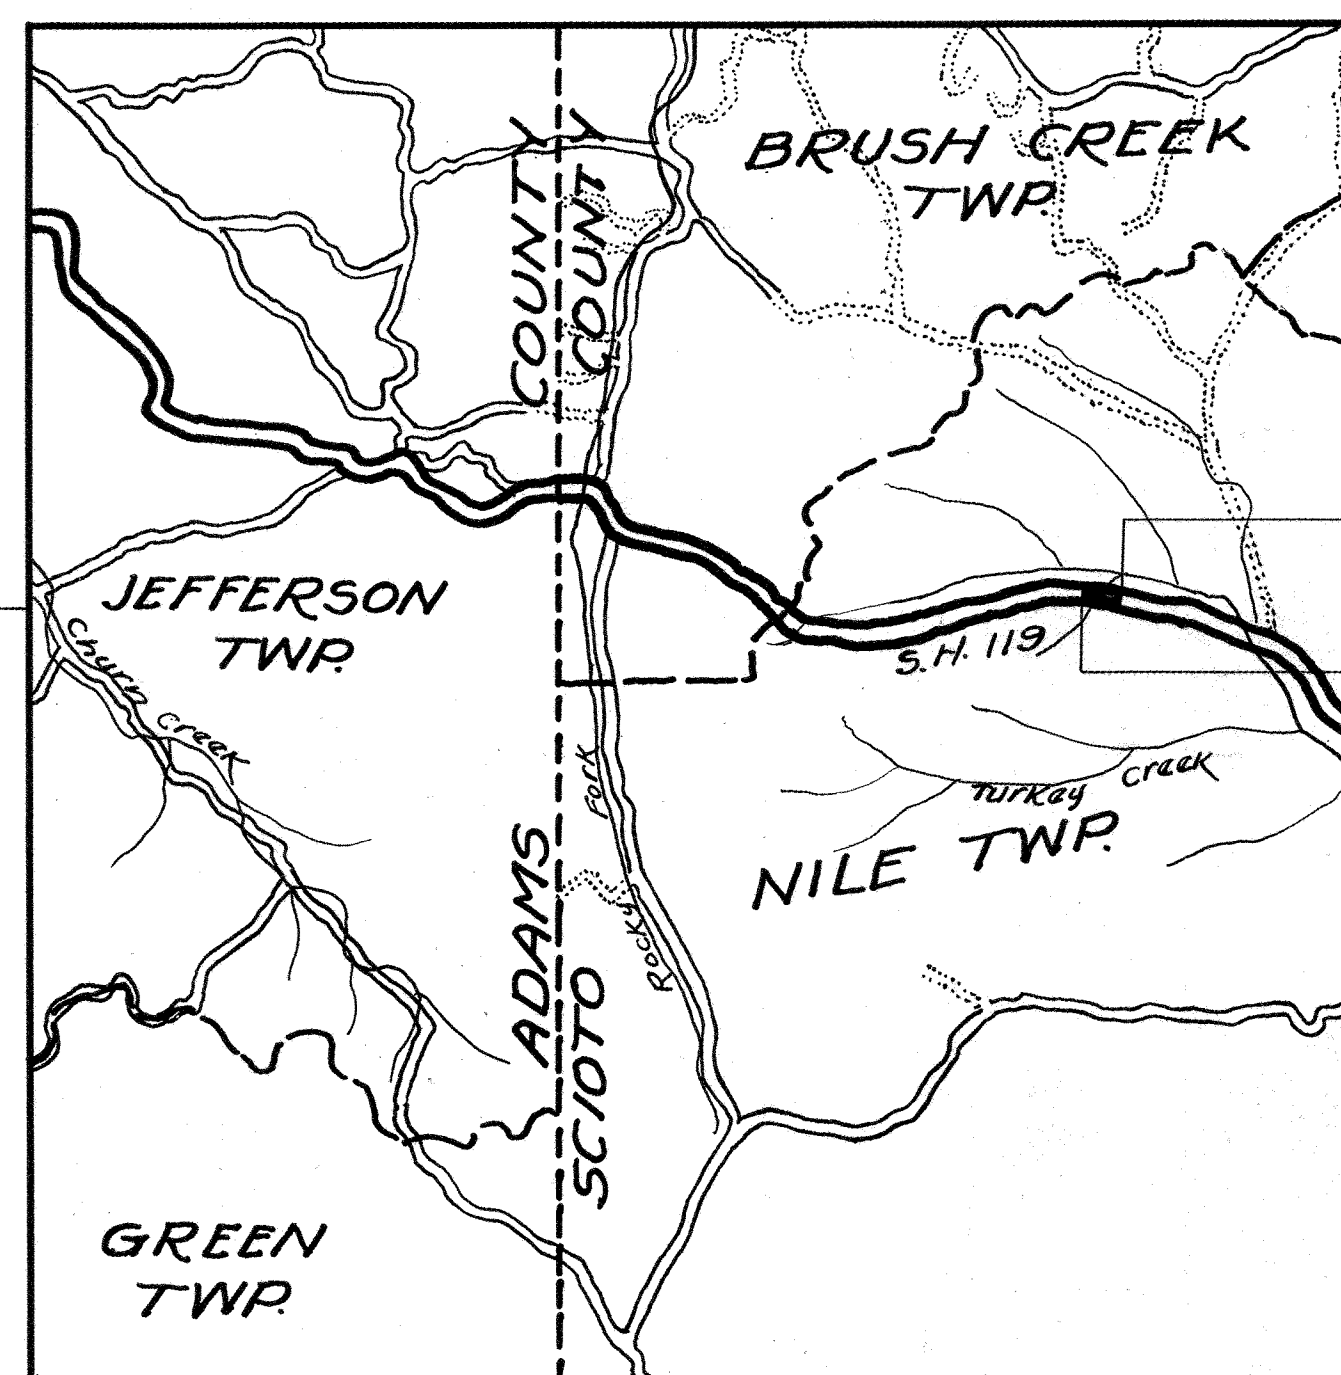 BRUSH CREEK
TWP.
COUNTY
COUNTY
JEFFERSON
TWP.
S.H. 119
Churn Creek
Turkey Creek
NILE TWP.
Rocky Fork
ADAMS
SCIOTO
GREEN
TWP.